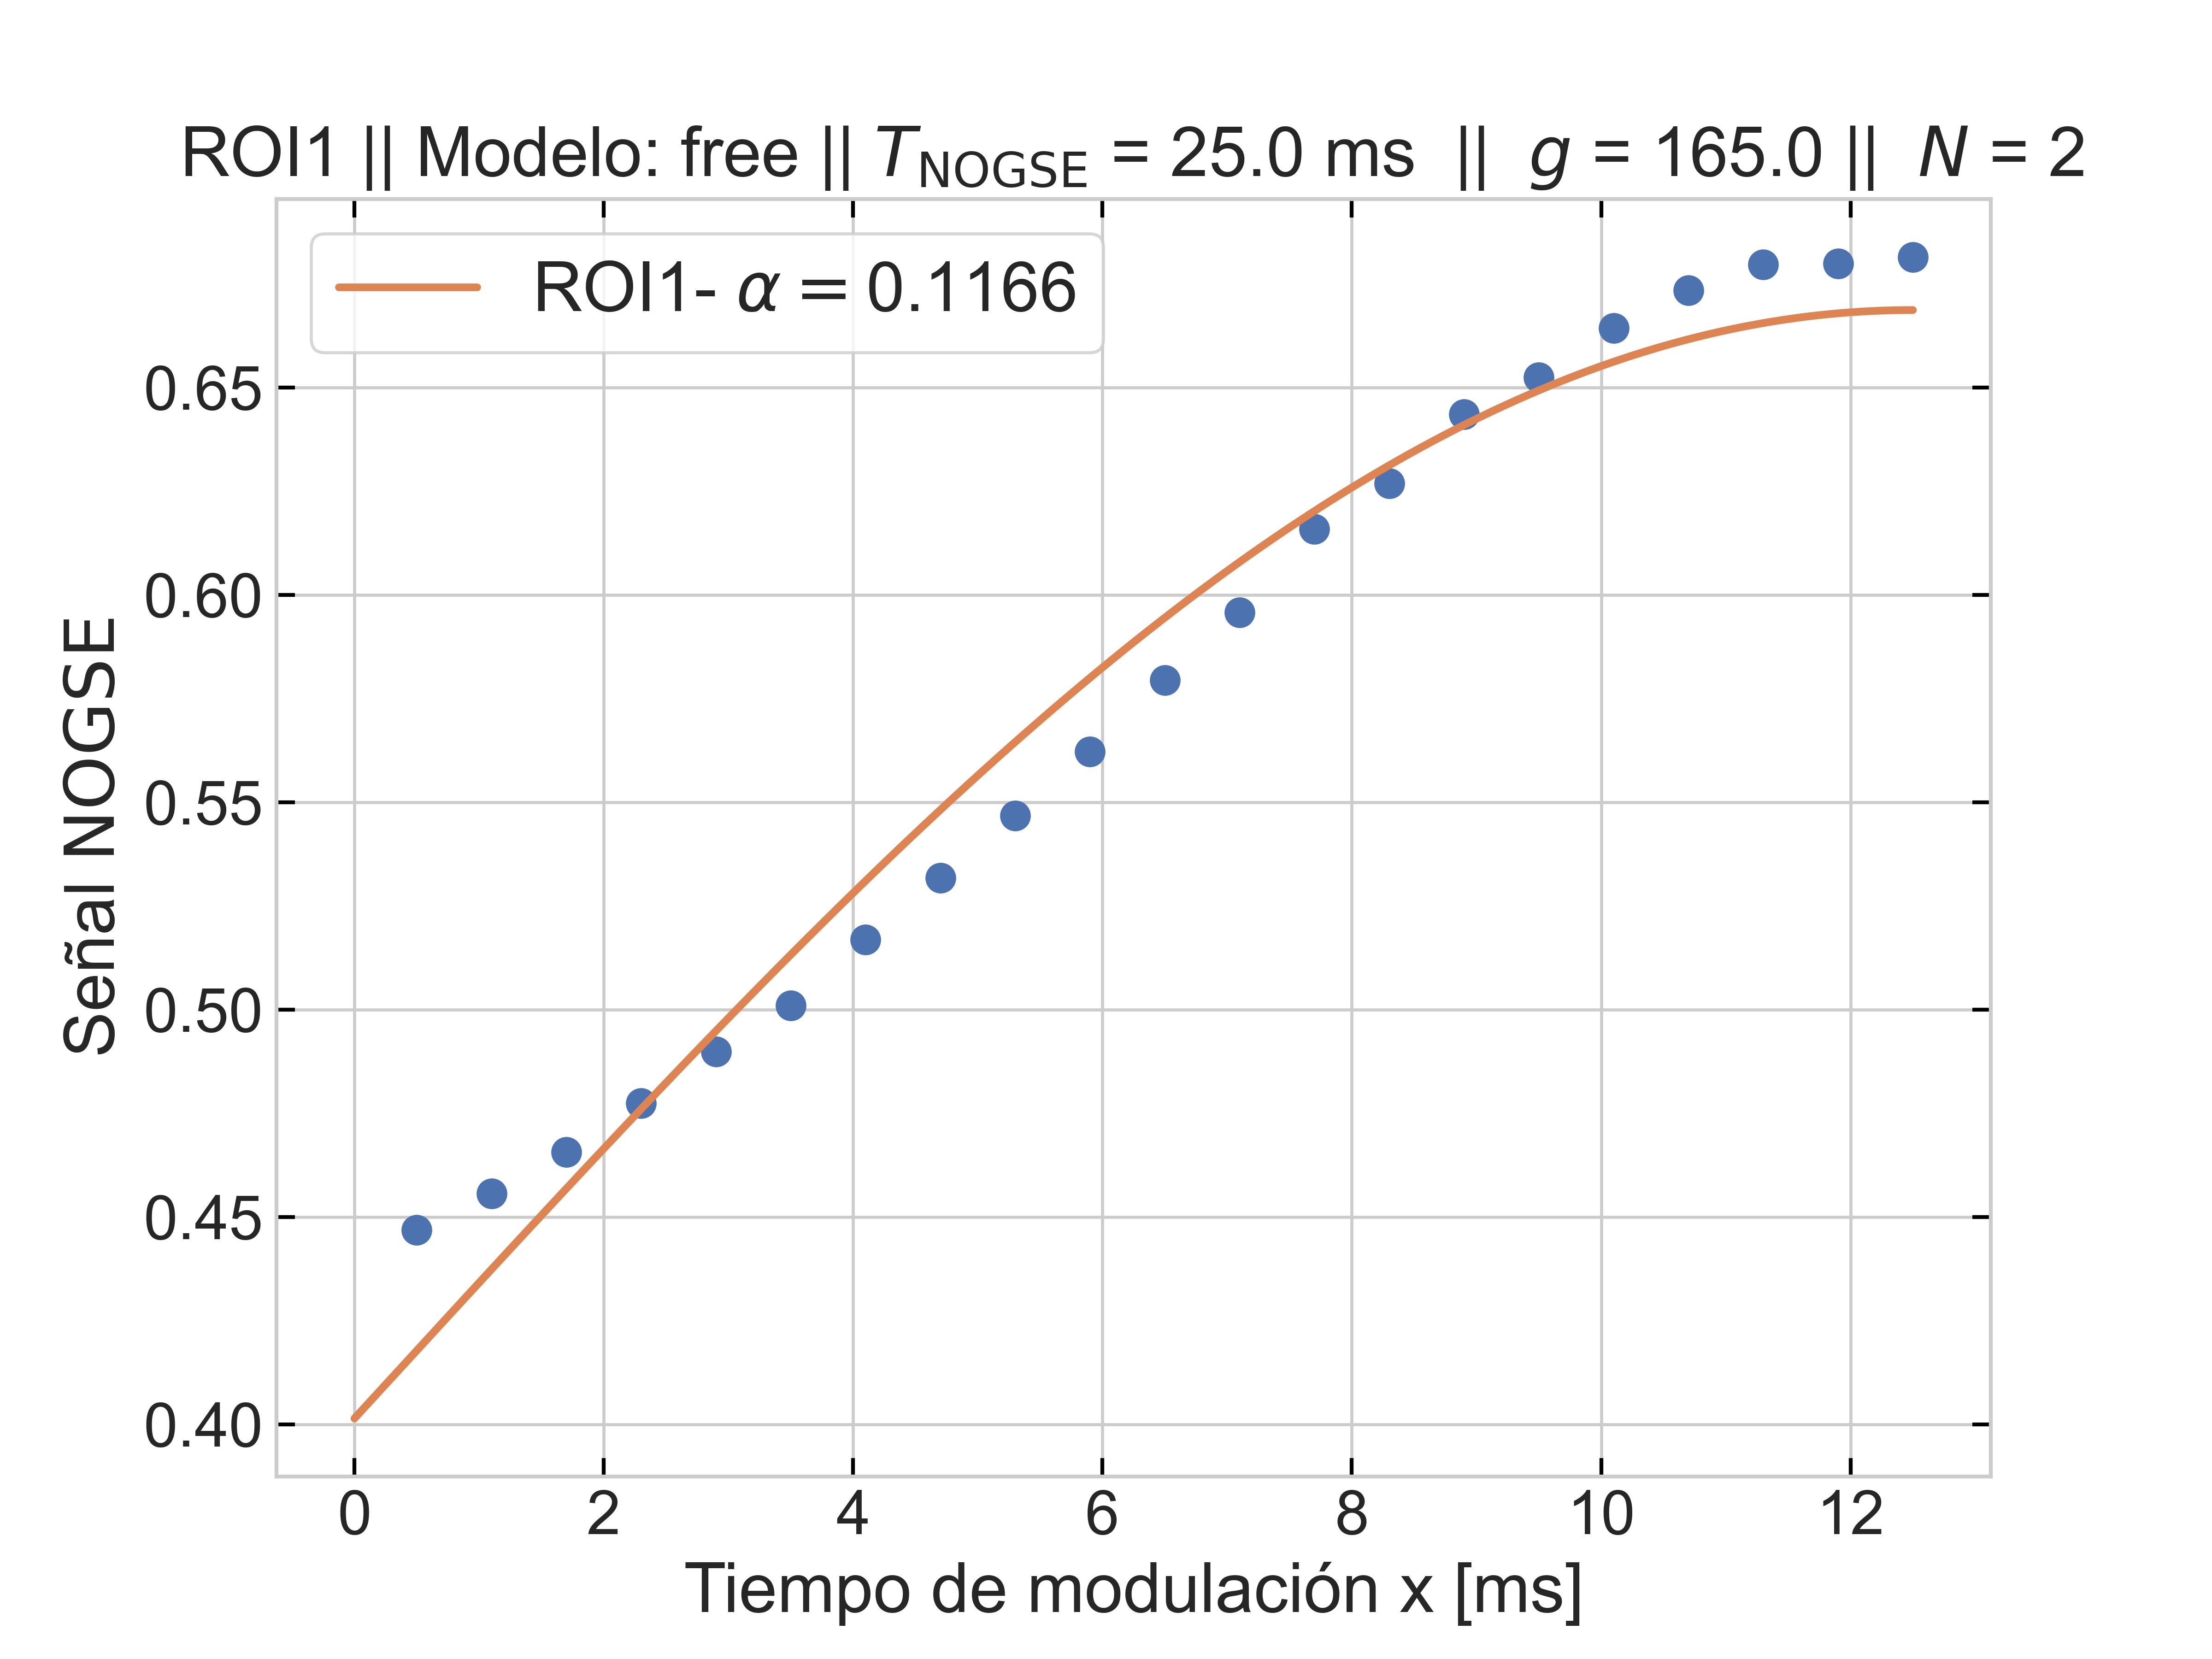 ROI1 || Modelo: free || T_NOGSE = 25.0 ms || g = 165.0 || N = 2
ROI1- α = 0.1166
Señal NOGSE
0.65
0.60
0.55
0.50
0.45
0.40
0 2 4 6 8 10 12
Tiempo de modulación x [ms]